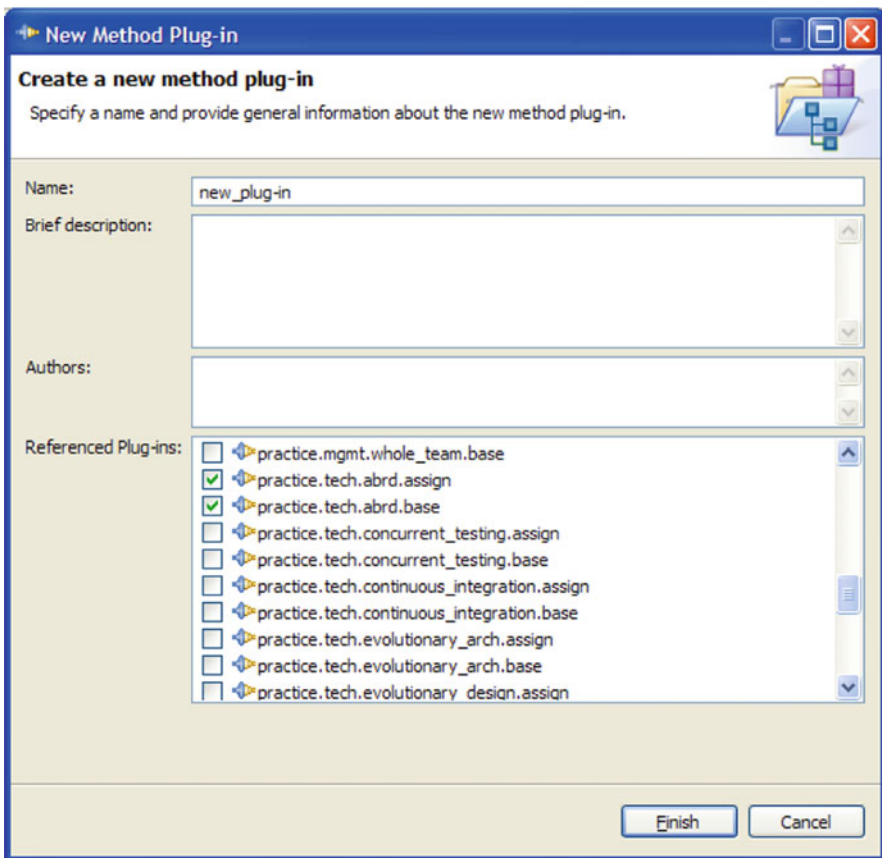 New Method Plug-in
Create a new method plug-in
Specify a name and provide general information about the new method plug-in.
Name:
new_plug-in
Brief description:
Authors:
Referenced Plug-ins:
practice.mgmt.whole_team.base
practice.tech.abrd.assign
practice.tech.abrd.base
practice.tech.concurrent_testing.assign
practice.tech.concurrent_testing.base
practice.tech.continuous_integration.assign
practice.tech.continuous_integration.base
practice.tech.evolutionary_arch.assign
practice.tech.evolutionary_arch.base
practice.tech.evolutionary_design.assign
Finish
Cancel